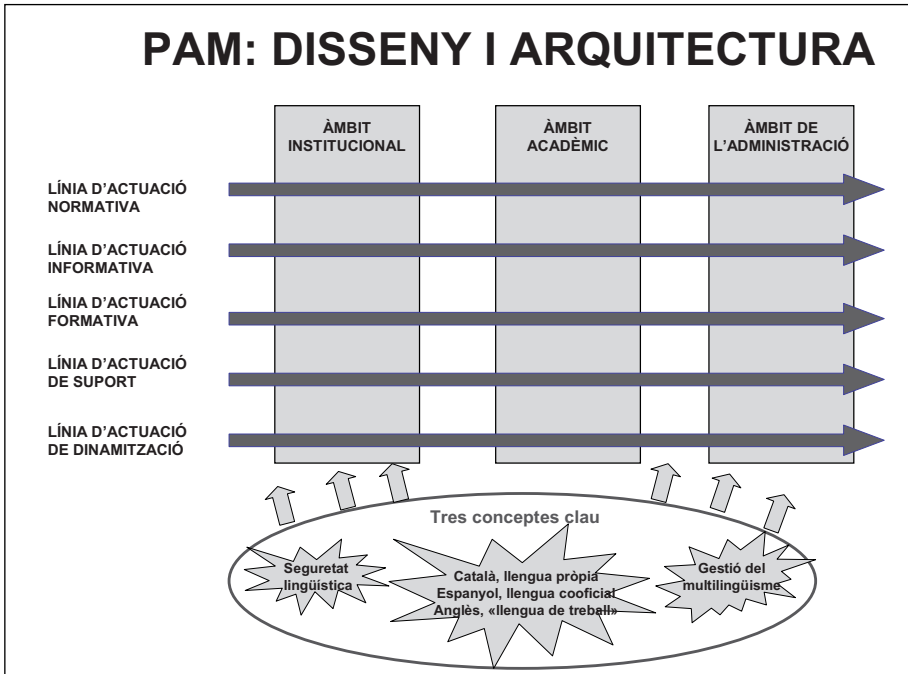 PAM: DISSENY I ARQUITECTURA
ÀMBIT
INSTITUCIONAL
ÀMBIT
ACADÈMIC
ÀMBIT DE
L’ADMINISTRACIÓ
LÍNIA D’ACTUACIÓ
NORMATIVA
LÍNIA D’ACTUACIÓ
INFORMATIVA
LÍNIA D’ACTUACIÓ
FORMATIVA
LÍNIA D’ACTUACIÓ
DE SUPORT
LÍNIA D’ACTUACIÓ
DE DINAMITZACIÓ
Tres conceptes clau
Seguretat
lingüística
Català, llengua pròpia
Espanyol, llengua cooficial
Anglès, «llengua de treball»
Gestió del
multilingüisme